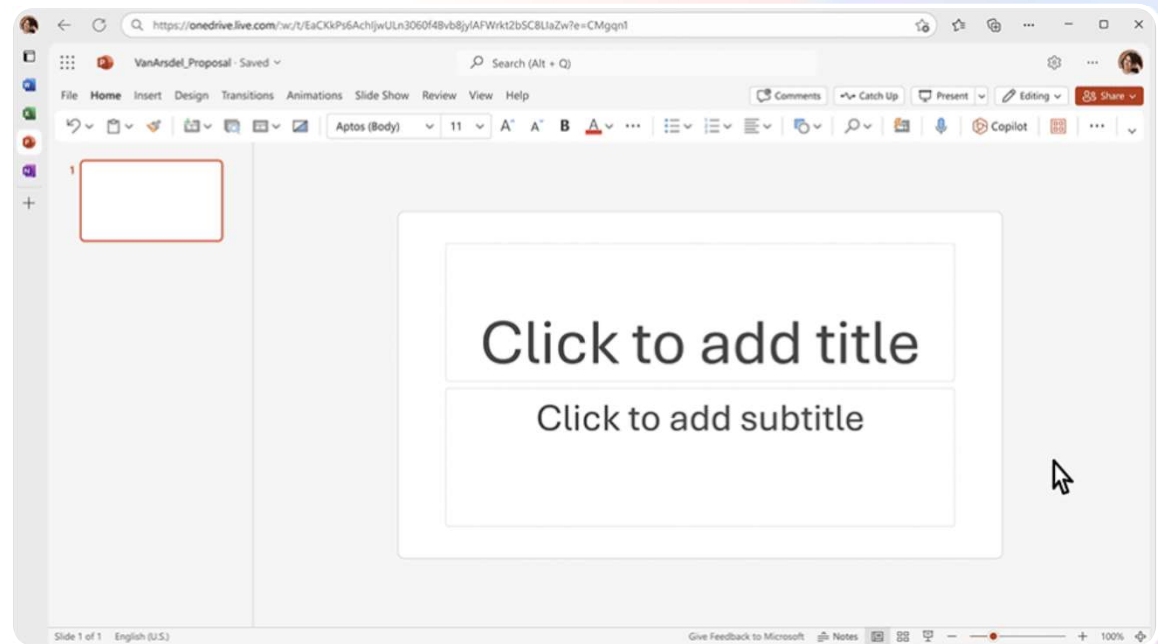 https://onedrive.live.com/:w:/t/EaCKkPs6AchIjwULn3060f4Bvb8jylAFWrkt2bSC8LIaZw?e=CMgqn1
VanArsdel_Proposal · Saved
Search (Alt + Q)
File Home Insert Design Transitions Animations Slide Show Review View Help
Comments Catch Up Present Editing Share
Aptos (Body) 11 A A B A Copilot
1
Click to add title
Click to add subtitle
Slide 1 of 1 English (U.S.) Give Feedback to Microsoft Notes 100%